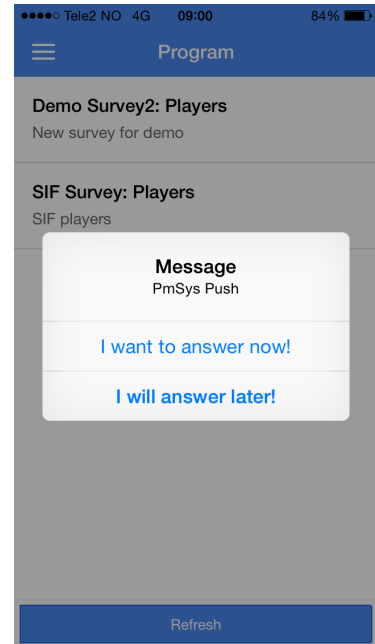 Tele2 NO 4G 09:00 84%
Program
Demo Survey2: Players
New survey for demo
SIF Survey: Players
SIF players
Message
PmSys Push
I want to answer now!
I will answer later!
Refresh